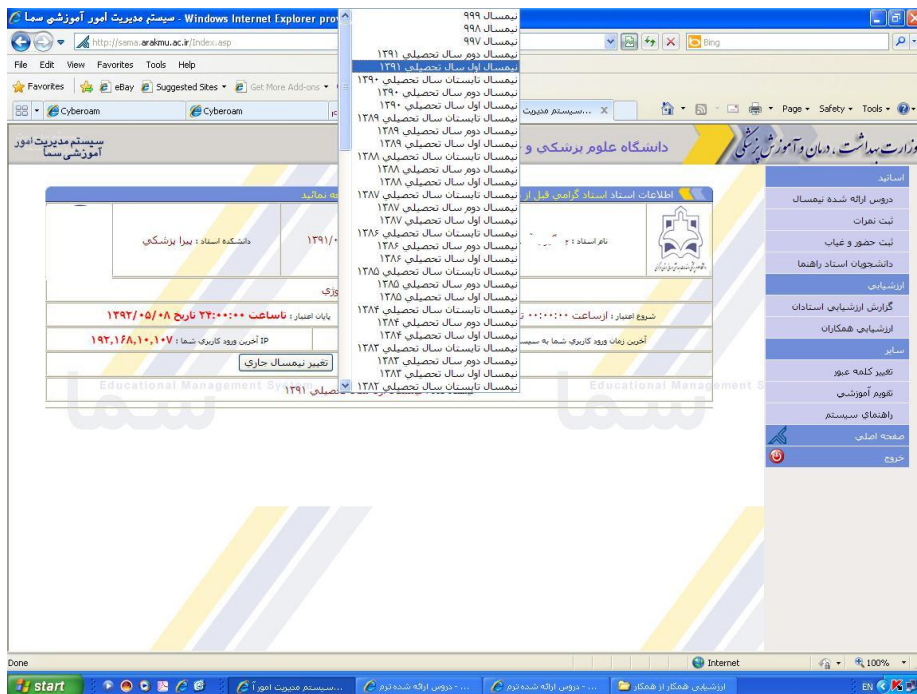 سیستم مدیریت امور آموزشی سما - Windows Internet Explorer pro
http://sama.arakmu.ac.ir/Index.asp
Bing
File Edit View Favorites Tools Help
Favorites eBay Suggested Sites Get More Add-ons
Cyberoam
Cyberoam
سیستم مدیریت...
Page Safety Tools
وزارت بهداشت . درمان و آموزش پزشکی
دانشگاه علوم پزشکی و
سیستم مدیریت امور
آموزشی سما
اساتید
دروس ارائه شده نیمسال
ثبت نمرات
ثبت حضور و غیاب
دانشجویان استاد راهنما
ارزشیابی
گزارش ارزشیابی استادان
ارزشیابی همکاران
سایر
تغییر کلمه عبور
تقویم آموزشی
راهنمای سیستم
صفحه اصلی
خروج
نیمسال ۹۹۹
نیمسال ۹۹۸
نیمسال ۹۹۷
نیمسال دوم سال تحصیلی ۱۳۹۱
نیمسال اول سال تحصیلی ۱۳۹۱
نیمسال تابستان سال تحصیلی ۱۳۹۰
نیمسال دوم سال تحصیلی ۱۳۹۰
نیمسال اول سال تحصیلی ۱۳۹۰
نیمسال تابستان سال تحصیلی ۱۳۸۹
نیمسال دوم سال تحصیلی ۱۳۸۹
نیمسال اول سال تحصیلی ۱۳۸۹
نیمسال تابستان سال تحصیلی ۱۳۸۸
نیمسال دوم سال تحصیلی ۱۳۸۸
نیمسال اول سال تحصیلی ۱۳۸۸
نیمسال تابستان سال تحصیلی ۱۳۸۷
نیمسال دوم سال تحصیلی ۱۳۸۷
نیمسال اول سال تحصیلی ۱۳۸۷
نیمسال تابستان سال تحصیلی ۱۳۸۶
نیمسال دوم سال تحصیلی ۱۳۸۶
نیمسال اول سال تحصیلی ۱۳۸۶
نیمسال تابستان سال تحصیلی ۱۳۸۵
نیمسال دوم سال تحصیلی ۱۳۸۵
نیمسال اول سال تحصیلی ۱۳۸۵
نیمسال تابستان سال تحصیلی ۱۳۸۴
نیمسال دوم سال تحصیلی ۱۳۸۴
نیمسال اول سال تحصیلی ۱۳۸۴
نیمسال تابستان سال تحصیلی ۱۳۸۳
نیمسال دوم سال تحصیلی ۱۳۸۳
نیمسال اول سال تحصیلی ۱۳۸۳
نیمسال تابستان سال تحصیلی ۱۳۸۲
اطلاعات استاد استاد گرامی قبل از
نمائید
نام استاد :
۱۳۹۱/۰
دانشکده استاد : پیرا پزشکی
وژی
شروع اعتبار : ازساعت ۰۰:۰۰:۰۰
پایان اعتبار : تاساعت ۲۴:۰۰:۰۰ تاریخ ۱۳۹۲/۰۵/۰۸
آخرین زمان ورود کاربری شما به سیس
IP آخرین ورود کاربری شما : ۱۹۲,۱۶۸,۱۰,۱۰۷
تغییر نیمسال جاری
تحصیلی ۱۳۹۱
Educational Management Sys
سما
Educational Management S
سما
Done
Internet
100%
start
سیستم مدیریت امور آ...
دروس ارائه شده ترم - ...
دروس ارائه شده ترم - ...
ارزشیابی همکار از همکار
EN